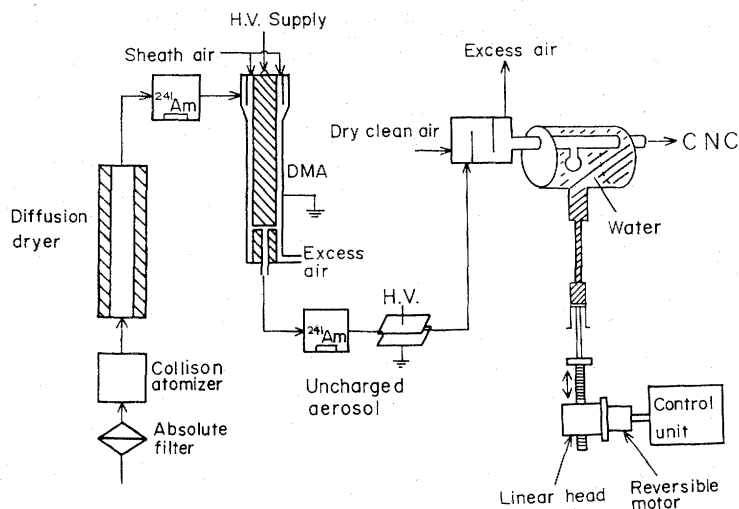 H.V. Supply
Sheath air
241Am
Excess air
Dry clean air
CNC
DMA
Water
Diffusion
dryer
Excess
air
H.V.
241Am
Uncharged
aerosol
Collison
atomizer
Absolute
filter
Control
unit
Linear head
Reversible
motor